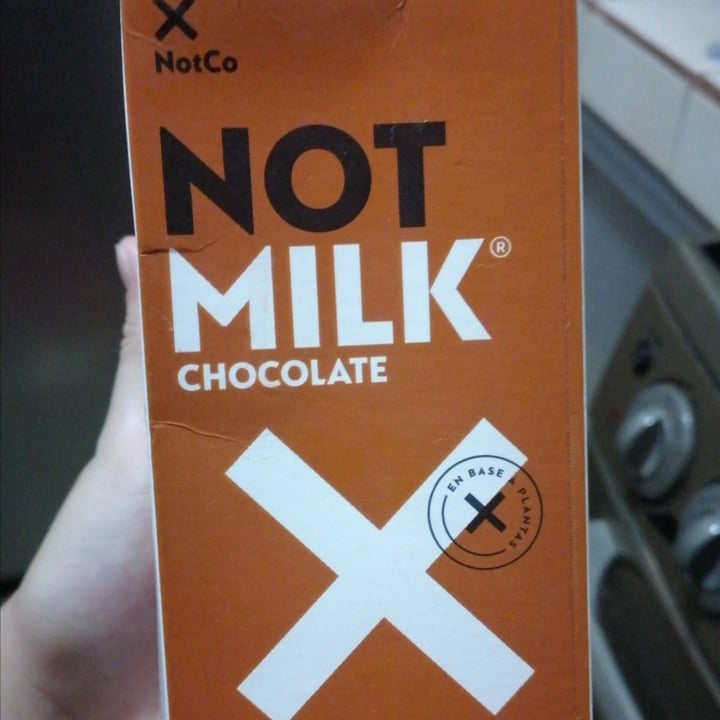 NotCo
NOT
MILK®
CHOCOLATE
EN BASE A PLANTAS